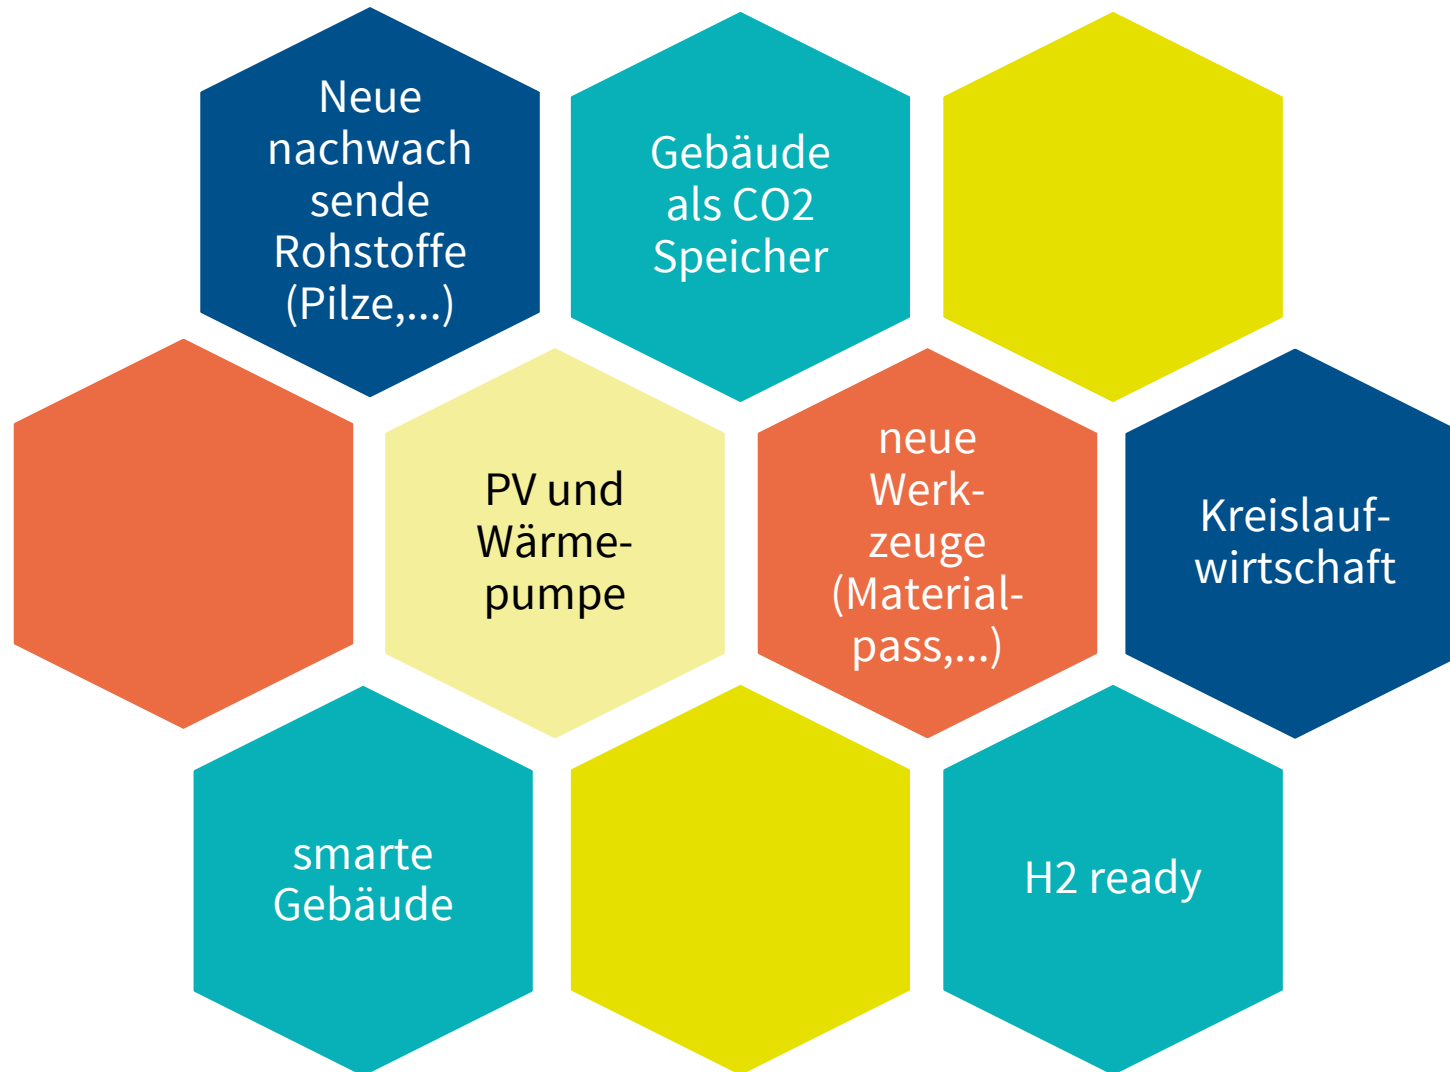 Neue
nachwach
sende
Rohstoffe
(Pilze,...)
Gebäude
als CO2
Speicher
PV und
Wärme-
pumpe
neue
Werk-
zeuge
(Material-
pass,...)
Kreislauf-
wirtschaft
smarte
Gebäude
H2 ready